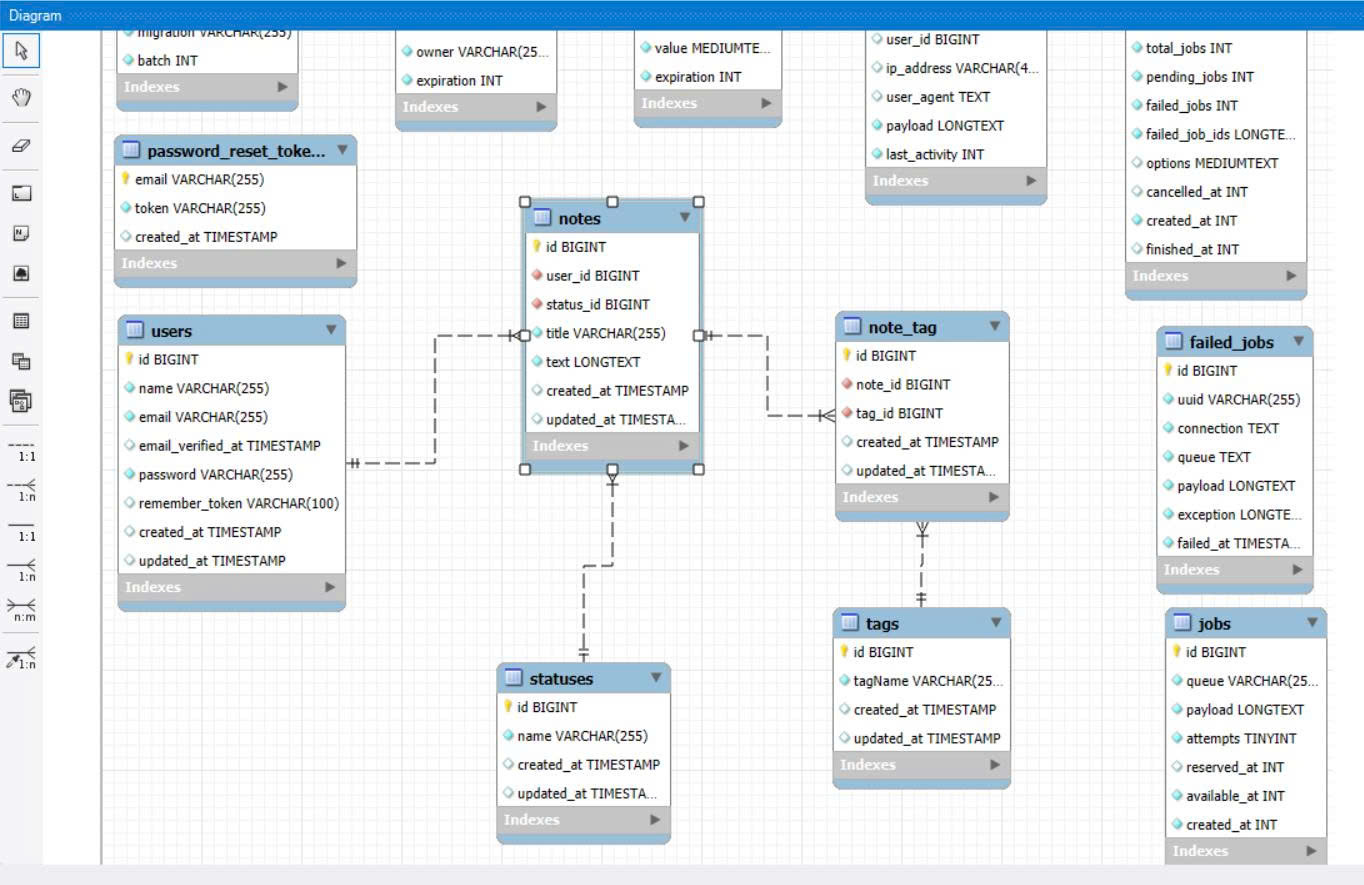 Diagram
migration VARCHAR(255)
batch INT
Indexes
owner VARCHAR(25...
expiration INT
Indexes
value MEDIUMTE...
expiration INT
Indexes
user_id BIGINT
ip_address VARCHAR(4...
user_agent TEXT
payload LONGTEXT
last_activity INT
Indexes
total_jobs INT
pending_jobs INT
failed_jobs INT
failed_job_ids LONGTE...
options MEDIUMTEXT
cancelled_at INT
created_at INT
finished_at INT
Indexes
password_reset_toke...
email VARCHAR(255)
token VARCHAR(255)
created_at TIMESTAMP
Indexes
notes
id BIGINT
user_id BIGINT
status_id BIGINT
title VARCHAR(255)
text LONGTEXT
created_at TIMESTAMP
updated_at TIMESTA...
Indexes
users
id BIGINT
name VARCHAR(255)
email VARCHAR(255)
email_verified_at TIMESTAMP
password VARCHAR(255)
remember_token VARCHAR(100)
created_at TIMESTAMP
updated_at TIMESTAMP
Indexes
note_tag
id BIGINT
note_id BIGINT
tag_id BIGINT
created_at TIMESTAMP
updated_at TIMESTA...
Indexes
failed_jobs
id BIGINT
uuid VARCHAR(255)
connection TEXT
queue TEXT
payload LONGTEXT
exception LONGTE...
failed_at TIMESTA...
Indexes
statuses
id BIGINT
name VARCHAR(255)
created_at TIMESTAMP
updated_at TIMESTA...
Indexes
tags
id BIGINT
tagName VARCHAR(25...
created_at TIMESTAMP
updated_at TIMESTAMP
Indexes
jobs
id BIGINT
queue VARCHAR(25...
payload LONGTEXT
attempts TINYINT
reserved_at INT
available_at INT
created_at INT
Indexes
1:1
1:n
1:1
1:n
n:m
1:n